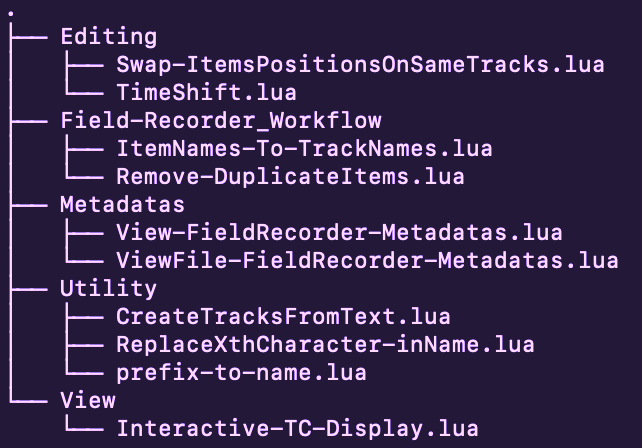 .
├── Editing
│   ├── Swap-ItemsPositionsOnSameTracks.lua
│   └── TimeShift.lua
├── Field-Recorder_Workflow
│   ├── ItemNames-To-TrackNames.lua
│   └── Remove-DuplicateItems.lua
├── Metadatas
│   ├── View-FieldRecorder-Metadatas.lua
│   └── ViewFile-FieldRecorder-Metadatas.lua
├── Utility
│   ├── CreateTracksFromText.lua
│   ├── ReplaceXthCharacter-inName.lua
│   └── prefix-to-name.lua
└── View
    └── Interactive-TC-Display.lua